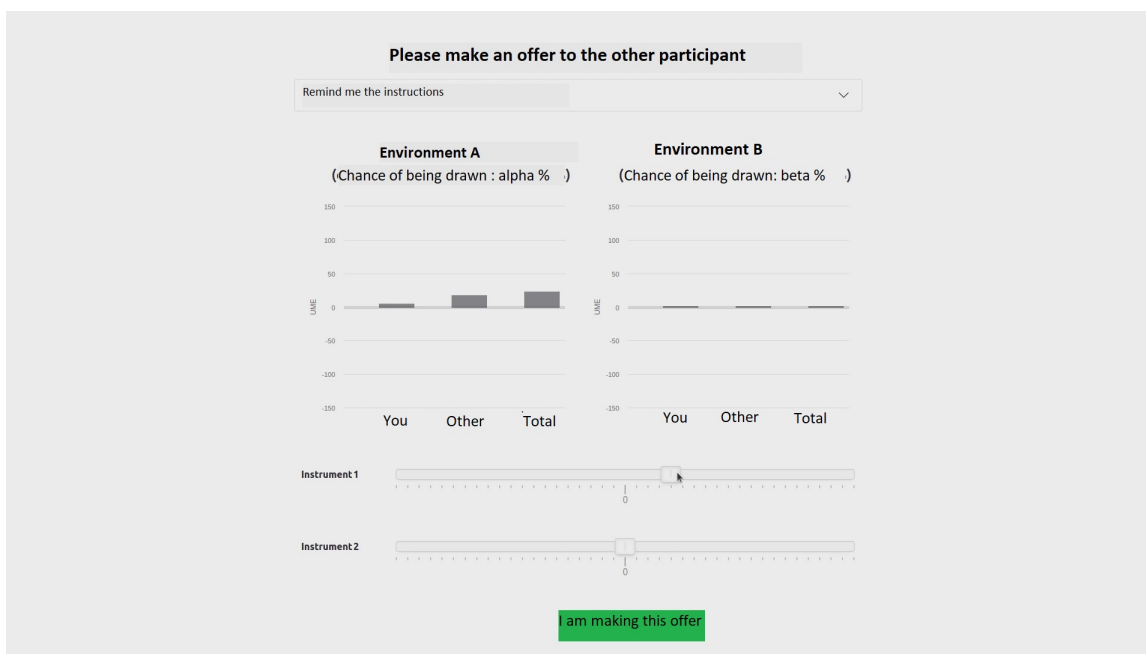 Please make an offer to the other participant
Remind me the instructions
Environment A
(Chance of being drawn : alpha % )
150
100
50
0
-50
-100
-150
UME
You Other Total
Environment B
(Chance of being drawn: beta % )
150
100
50
0
-50
-100
-150
UME
You Other Total
Instrument 1
0
Instrument 2
0
I am making this offer